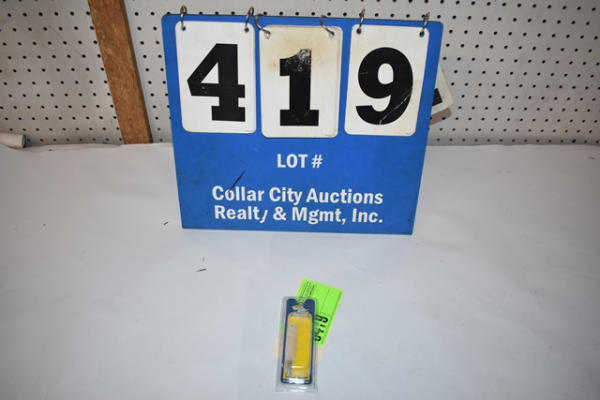 419
LOT #
Collar City Auctions
Realty & Mgmt, Inc.